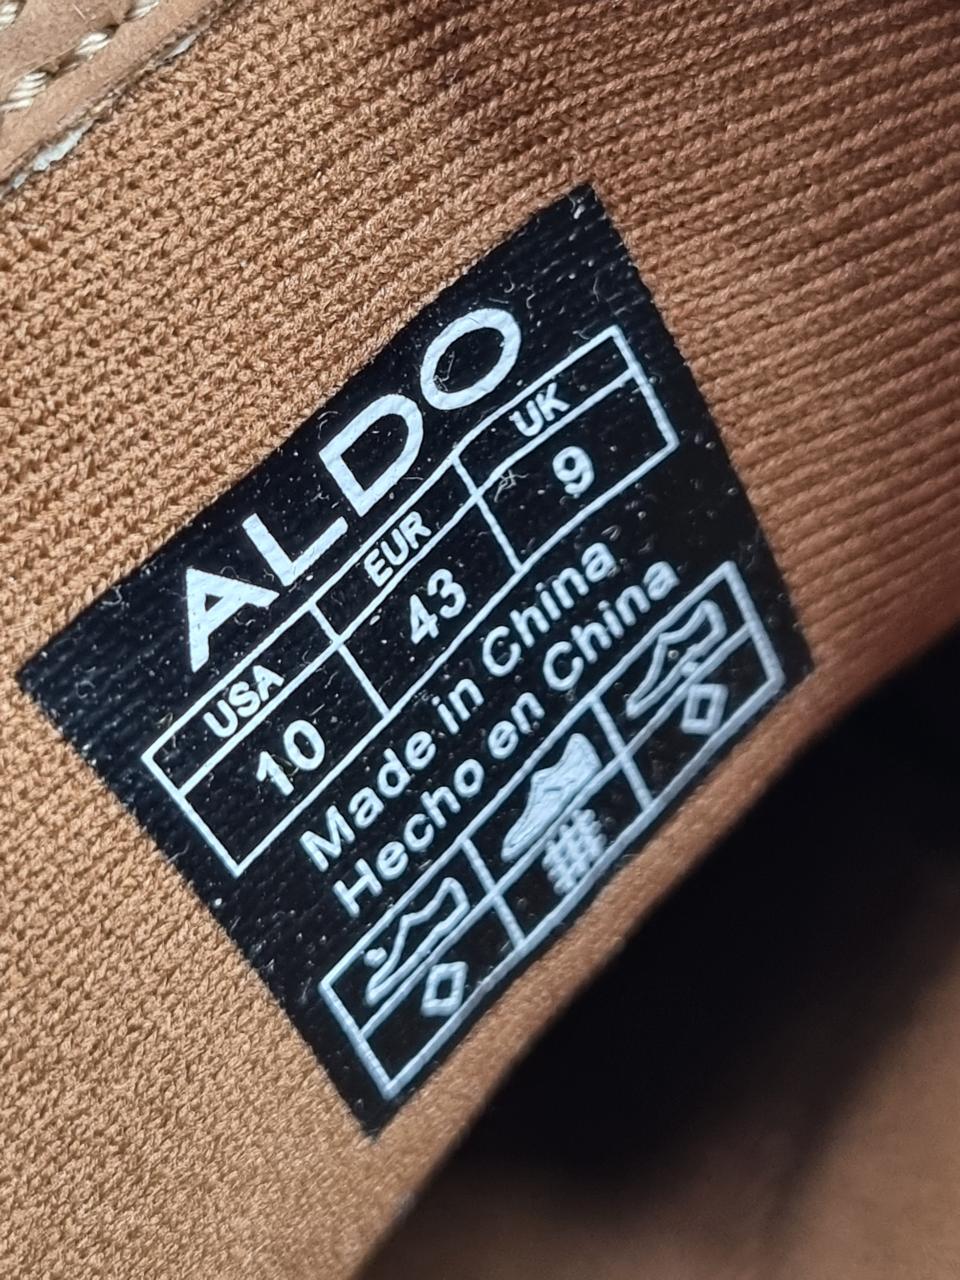 ALDO
USA EUR UK
10 43 9
Made in China
Hecho en China